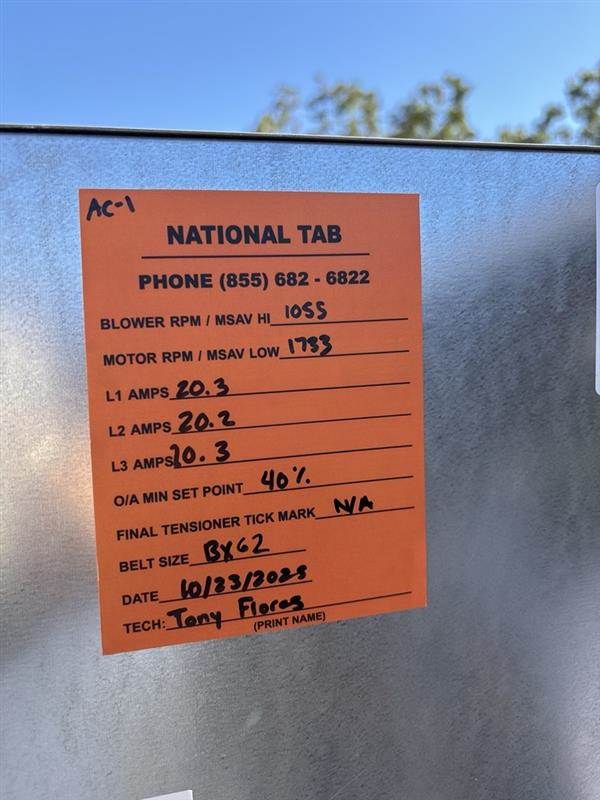 AC-1
NATIONAL TAB
PHONE (855) 682 - 6822
BLOWER RPM / MSAV HI 1055
MOTOR RPM / MSAV LOW 1733
L1 AMPS 20.3
L2 AMPS 20.2
L3 AMPS 20.3
O/A MIN SET POINT 40%
FINAL TENSIONER TICK MARK N/A
BELT SIZE BX62
DATE 10/23/2025
TECH: Tony Flores
(PRINT NAME)